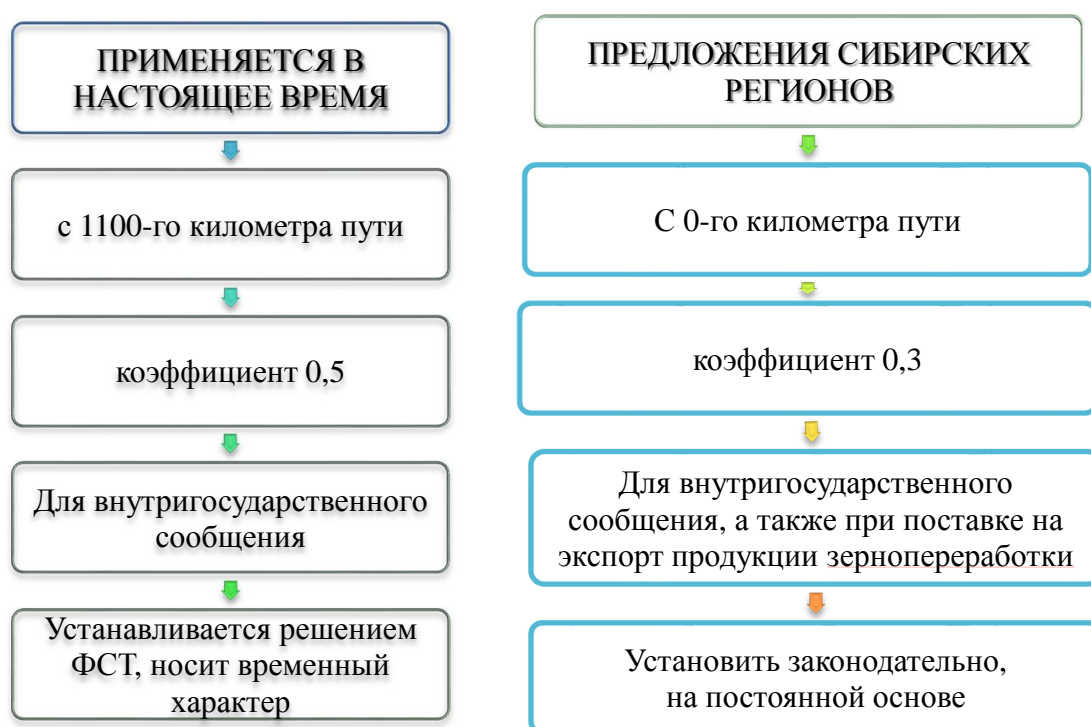 ПРИМЕНЯЕТСЯ В
НАСТОЯЩЕЕ ВРЕМЯ
с 1100-го километра пути
коэффициент 0,5
Для внутригосударственного
сообщения
Устанавливается решением
ФСТ, носит временный
характер
ПРЕДЛОЖЕНИЯ СИБИРСКИХ
РЕГИОНОВ
С 0-го километра пути
коэффициент 0,3
Для внутригосударственного
сообщения, а также при поставке на
экспорт продукции зернопереработки
Установить законодательно,
на постоянной основе